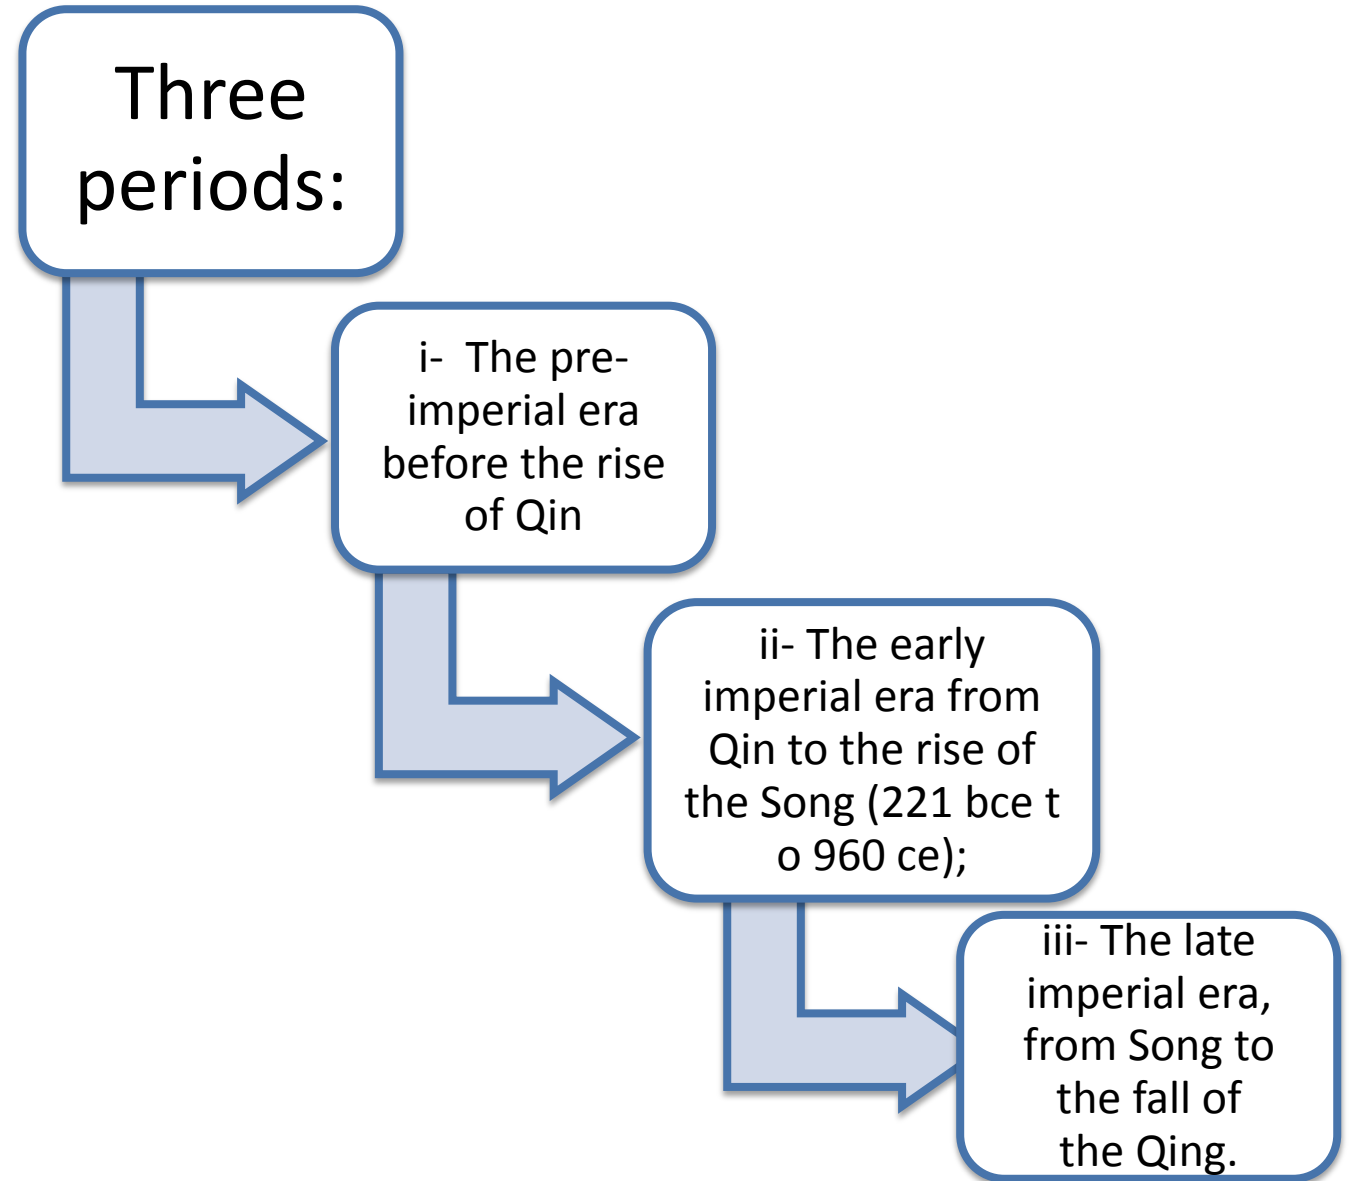 Three
periods:
i- The pre-
imperial era
before the rise
of Qin
ii- The early
imperial era from
Qin to the rise of
the Song (221 bce t
o 960 ce);
iii- The late
imperial era,
from Song to
the fall of
the Qing.